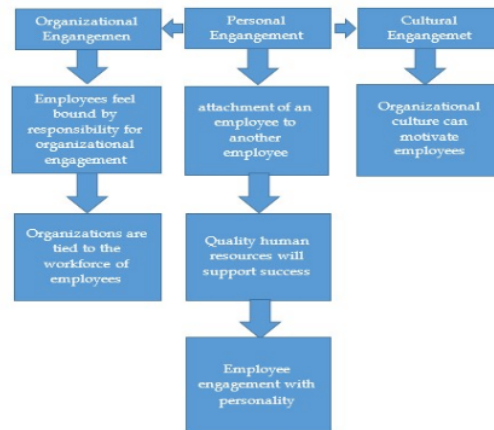 Organizational
Engangemen
Personal
Engangement
Cultural
Engangemet
Employees feel
bound by
responsibility for
organizational
engagement
attachment of an
employee to
another
employee
Organizational
culture can
motivate
employees
Organizations are
tied to the
workforce of
employees
Quality human
resources will
support success
Employee
engagement with
personality